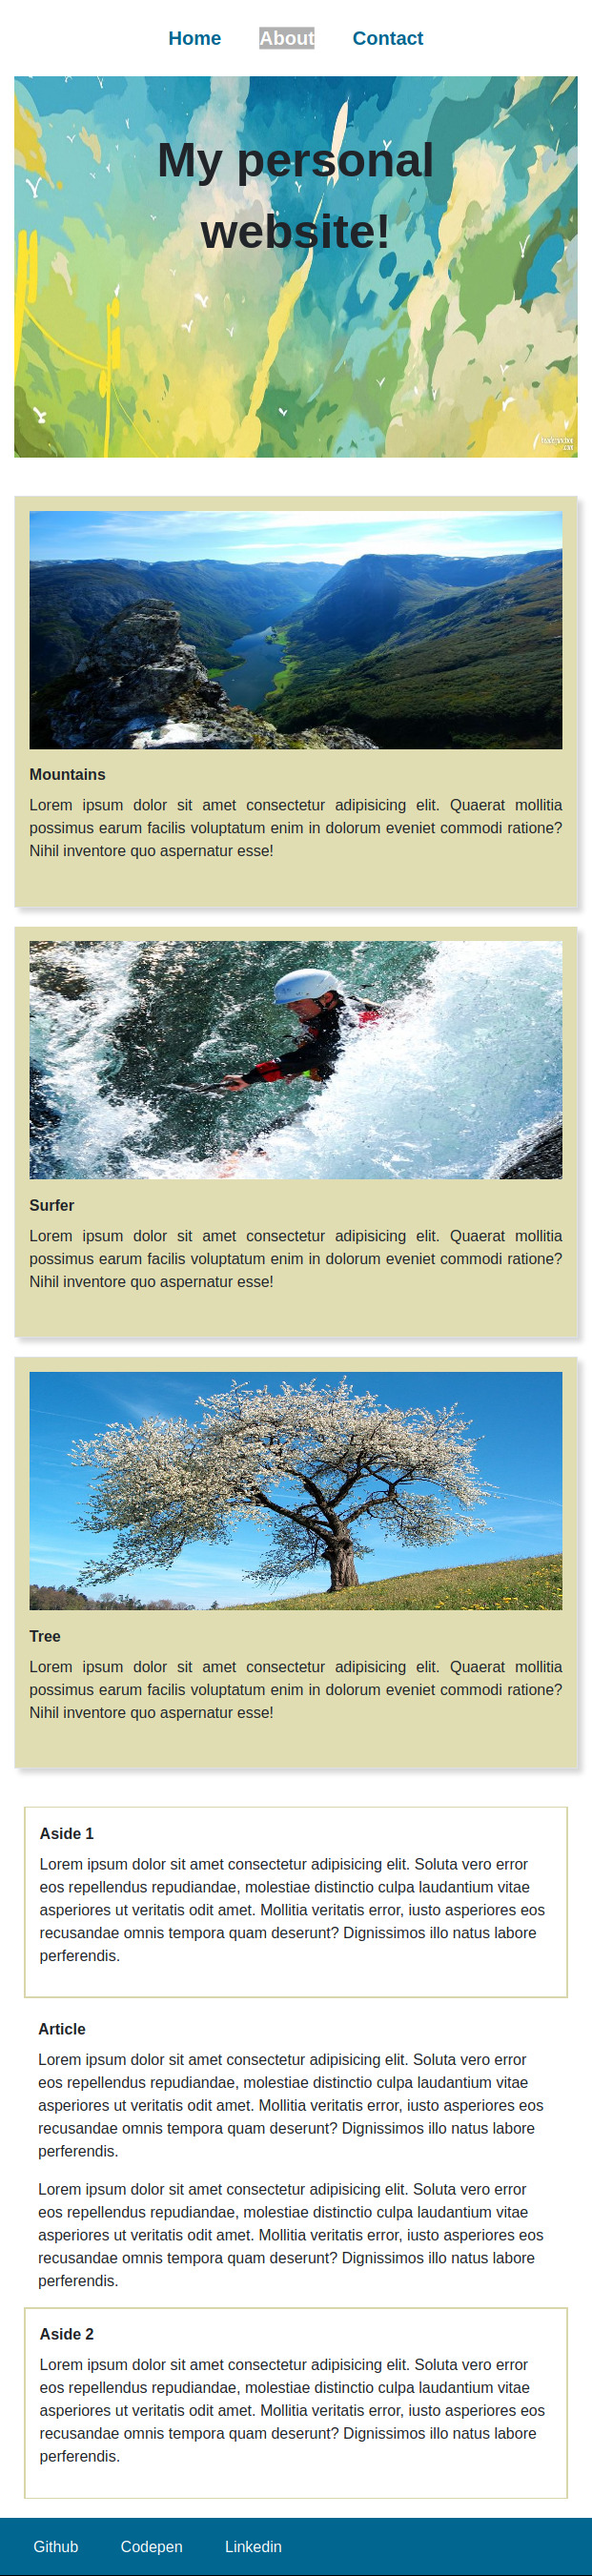 Home About Contact
My personal
website!
Mountains
Lorem ipsum dolor sit amet consectetur adipisicing elit. Quaerat mollitia
possimus earum facilis voluptatum enim in dolorum eveniet commodi ratione?
Nihil inventore quo aspernatur esse!
Surfer
Lorem ipsum dolor sit amet consectetur adipisicing elit. Quaerat mollitia
possimus earum facilis voluptatum enim in dolorum eveniet commodi ratione?
Nihil inventore quo aspernatur esse!
Tree
Lorem ipsum dolor sit amet consectetur adipisicing elit. Quaerat mollitia
possimus earum facilis voluptatum enim in dolorum eveniet commodi ratione?
Nihil inventore quo aspernatur esse!
Aside 1
Lorem ipsum dolor sit amet consectetur adipisicing elit. Soluta vero error
eos repellendus repudiandae, molestiae distinctio culpa laudantium vitae
asperiores ut veritatis odit amet. Mollitia veritatis error, iusto asperiores eos
recusandae omnis tempora quam deserunt? Dignissimos illo natus labore
perferendis.
Article
Lorem ipsum dolor sit amet consectetur adipisicing elit. Soluta vero error
eos repellendus repudiandae, molestiae distinctio culpa laudantium vitae
asperiores ut veritatis odit amet. Mollitia veritatis error, iusto asperiores eos
recusandae omnis tempora quam deserunt? Dignissimos illo natus labore
perferendis.
Lorem ipsum dolor sit amet consectetur adipisicing elit. Soluta vero error
eos repellendus repudiandae, molestiae distinctio culpa laudantium vitae
asperiores ut veritatis odit amet. Mollitia veritatis error, iusto asperiores eos
recusandae omnis tempora quam deserunt? Dignissimos illo natus labore
perferendis.
Aside 2
Lorem ipsum dolor sit amet consectetur adipisicing elit. Soluta vero error
eos repellendus repudiandae, molestiae distinctio culpa laudantium vitae
asperiores ut veritatis odit amet. Mollitia veritatis error, iusto asperiores eos
recusandae omnis tempora quam deserunt? Dignissimos illo natus labore
perferendis.
Github Codepen Linkedin